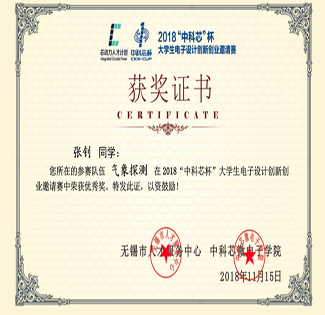 2018“中科芯”杯
大学生电子设计创新创业邀请赛
芯动力人才计划
中科芯杯
获奖证书
CERTIFICATE
张钊 同学：
您所在的参赛队伍 气象探测 在2018“中科芯杯”大学生电子设计创新创
业邀请赛中荣获优秀奖。特发此证，以资鼓励！
无锡市人才服务中心 中科芯微电子学院
2018年11月15日